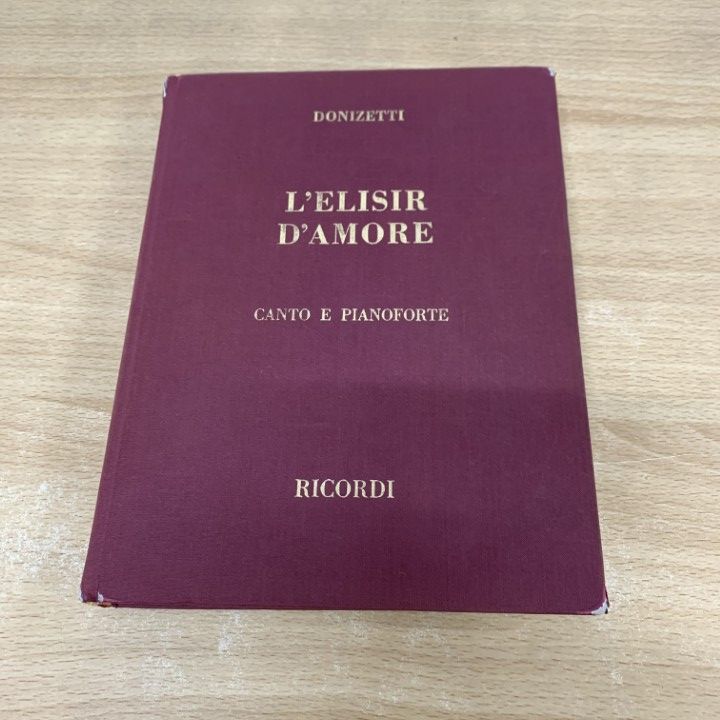 DONIZETTI
L'ELISIR
D'AMORE
CANTO E PIANOFORTE
RICORDI